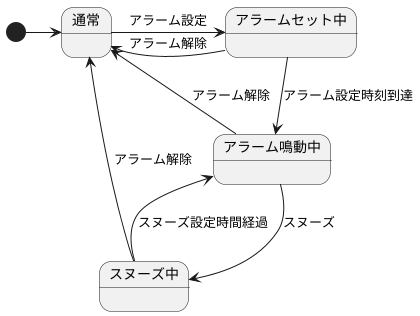 通常
アラーム設定
アラームセット中
アラーム解除
アラーム解除
アラーム設定時刻到達
アラーム鳴動中
アラーム解除
スヌーズ設定時間経過
スヌーズ
スヌーズ中